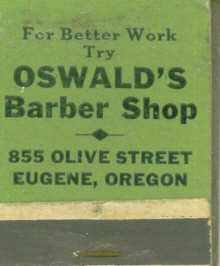 For Better Work
Try
OSWALD'S
Barber Shop
855 OLIVE STREET
EUGENE, OREGON